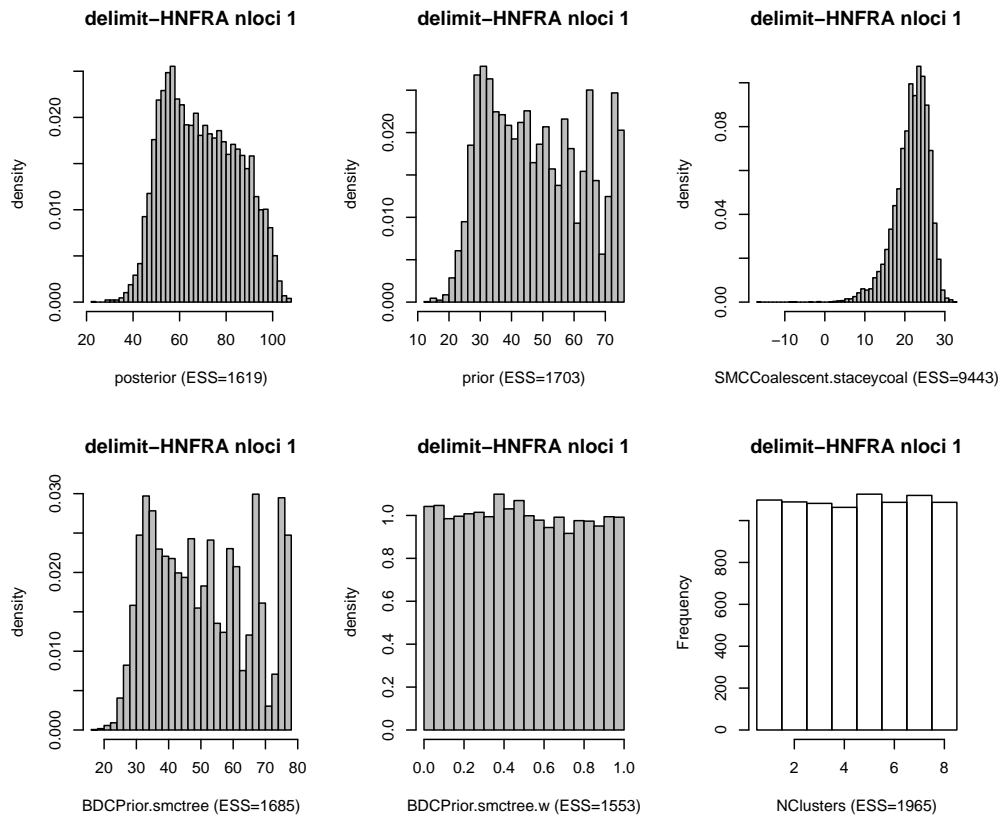 delimit−HNFRA nloci 1
density
0.000 0.010 0.020
20 40 60 80 100
posterior (ESS=1619)
delimit−HNFRA nloci 1
density
0.000 0.010 0.020
10 20 30 40 50 60 70
prior (ESS=1703)
delimit−HNFRA nloci 1
density
0.00 0.04 0.08
−10 0 10 20 30
SMCCoalescent.staceycoal (ESS=9443)
delimit−HNFRA nloci 1
density
0.000 0.010 0.020 0.030
20 30 40 50 60 70 80
BDCPrior.smctree (ESS=1685)
delimit−HNFRA nloci 1
density
0.0 0.2 0.4 0.6 0.8 1.0
0.0 0.2 0.4 0.6 0.8 1.0
BDCPrior.smctree.w (ESS=1553)
delimit−HNFRA nloci 1
Frequency
0 200 400 600 800
2 4 6 8
NClusters (ESS=1965)